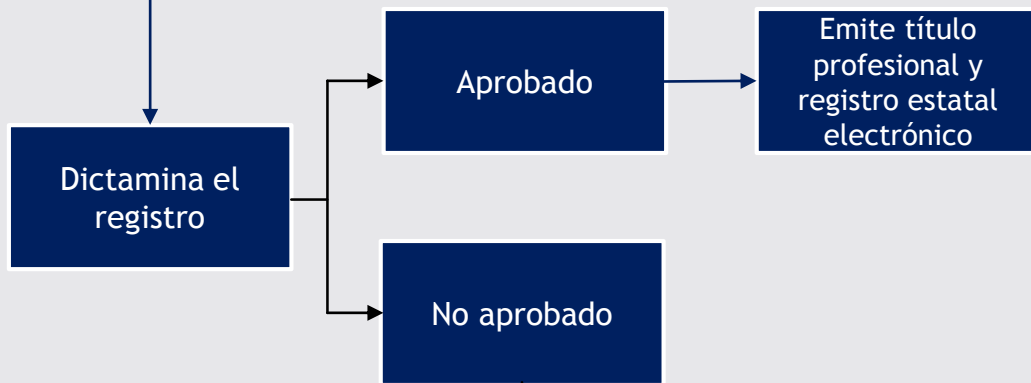 Aprobado
Emite título
profesional y
registro estatal
electrónico
Dictamina el
registro
No aprobado